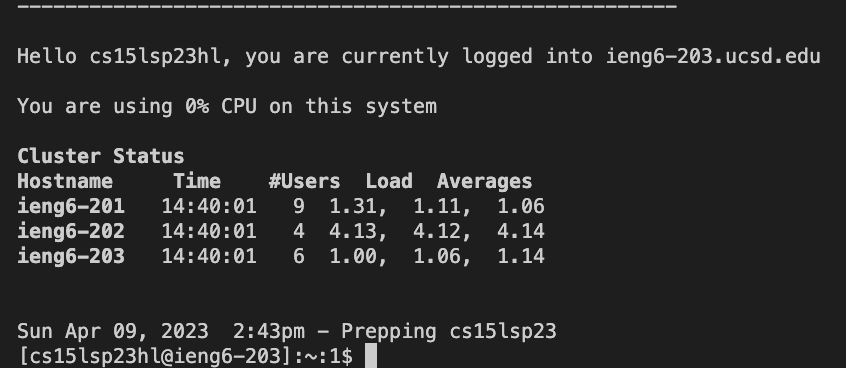 -------------------------------------------------------
Hello cs15lsp23hl, you are currently logged into ieng6-203.ucsd.edu
You are using 0% CPU on this system
Cluster Status
Hostname     Time    #Users  Load  Averages
ieng6-201   14:40:01   9  1.31,  1.11,  1.06
ieng6-202   14:40:01   4  4.13,  4.12,  4.14
ieng6-203   14:40:01   6  1.00,  1.06,  1.14
Sun Apr 09, 2023  2:43pm - Prepping cs15lsp23
[cs15lsp23hl@ieng6-203]:~:1$